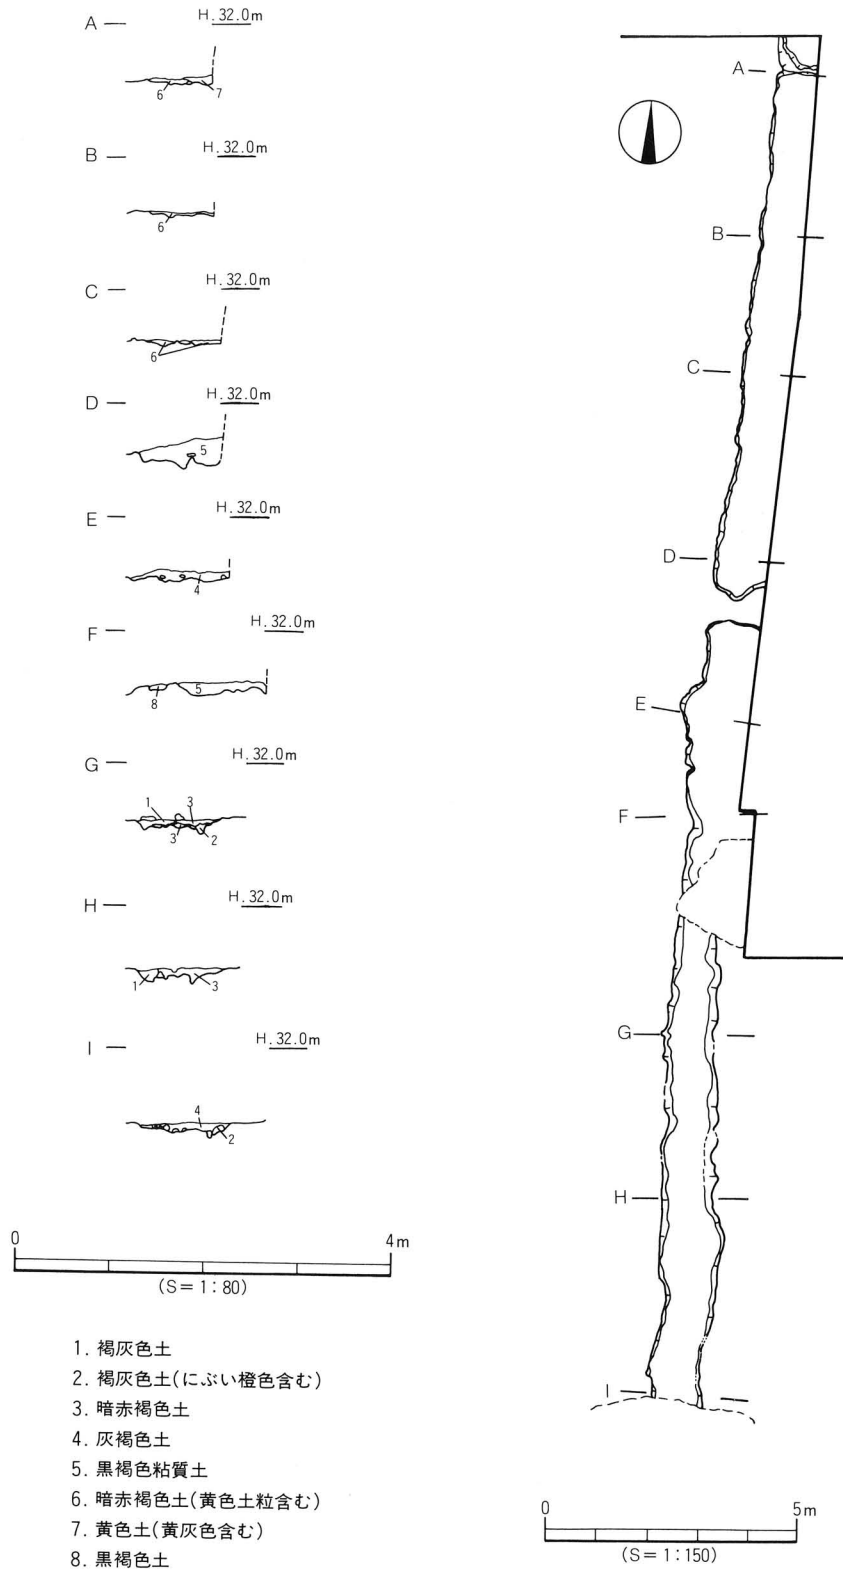 A H.32.0m
6 7
B H.32.0m
6
C H.32.0m
6
D H.32.0m
5
E H.32.0m
4
F H.32.0m
8 5
G H.32.0m
1 3
3 2
H H.32.0m
1 3
I H.32.0m
4
2
0 4m
(S=1:80)
1. 褐灰色土
2. 褐灰色土(にぶい橙色含む)
3. 暗赤褐色土
4. 灰褐色土
5. 黒褐色粘質土
6. 暗赤褐色土(黄色土粒含む)
7. 黄色土(黄灰色含む)
8. 黒褐色土
A
B
C
D
E
F
G
H
I
0 5m
(S=1:150)